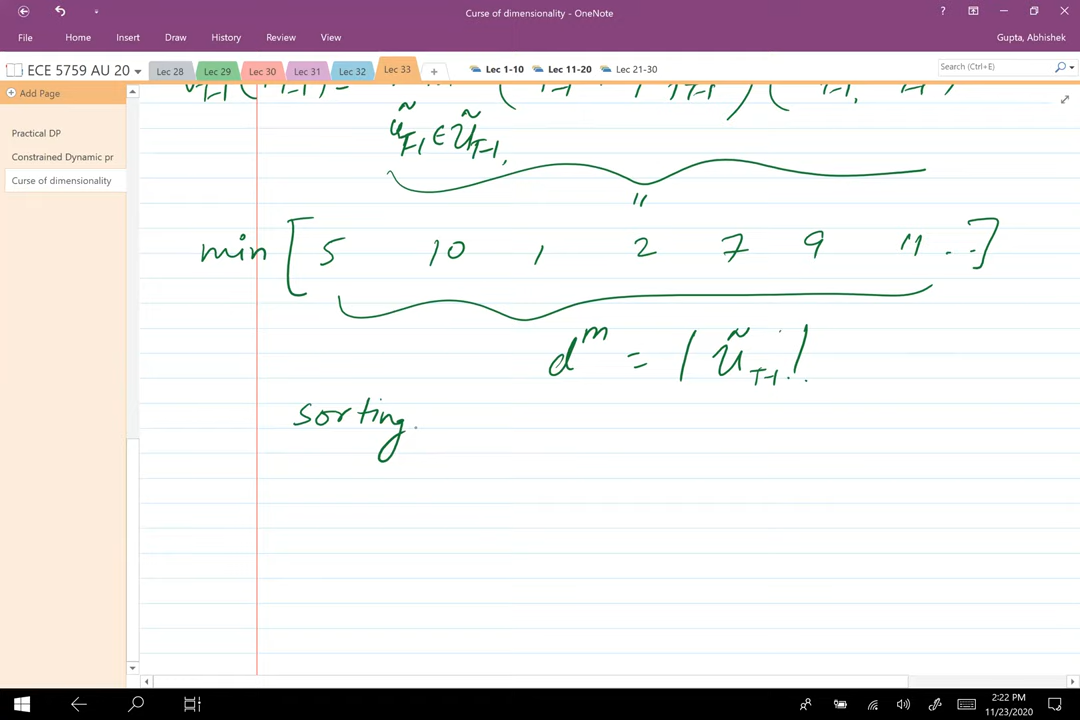 Curse of dimensionality - OneNote
File Home Insert Draw History Review View Gupta, Abhishek
ECE 5759 AU 20 Lec 28 Lec 29 Lec 30 Lec 31 Lec 32 Lec 33 + Lec 1-10 Lec 11-20 Lec 21-30 Search (Ctrl+E)
Add Page
Practical DP
Constrained Dynamic pr
Curse of dimensionality
ũ_{T-1} ∈ Ũ_{T-1}
"
min [ 5 10 1 2 7 9 11 . . ]
d^m = | Ũ_{T-1} |.
sorting.
2:22 PM
11/23/2020